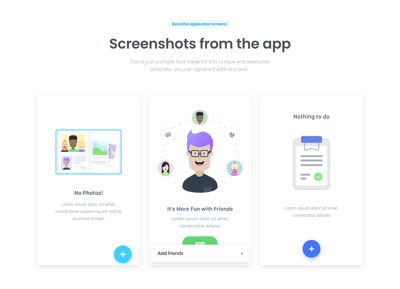 Beautiful application screens
Screenshots from the app
This is just a simple text made for this unique and awesome
template, you can replace it with any text.
No Photos!
Lorem ipsum dolor sit amet,
consectetur adipiscing elit sed do
eiusmod tempor
It's More Fun with Friends
Lorem ipsum dolor sit amet,
consectetur adipisc
Add friends
Nothing to do
Lorem ipsum dolor sit amet,
consectetur adipisc